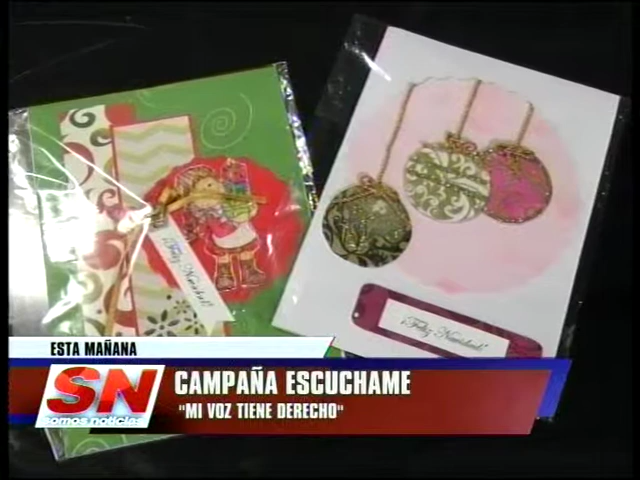 ¡Feliz Navidad!
¡Feliz Navidad!
ESTA MAÑANA
SN
somos noticias
CAMPAÑA ESCUCHAME
"MI VOZ TIENE DERECHO"